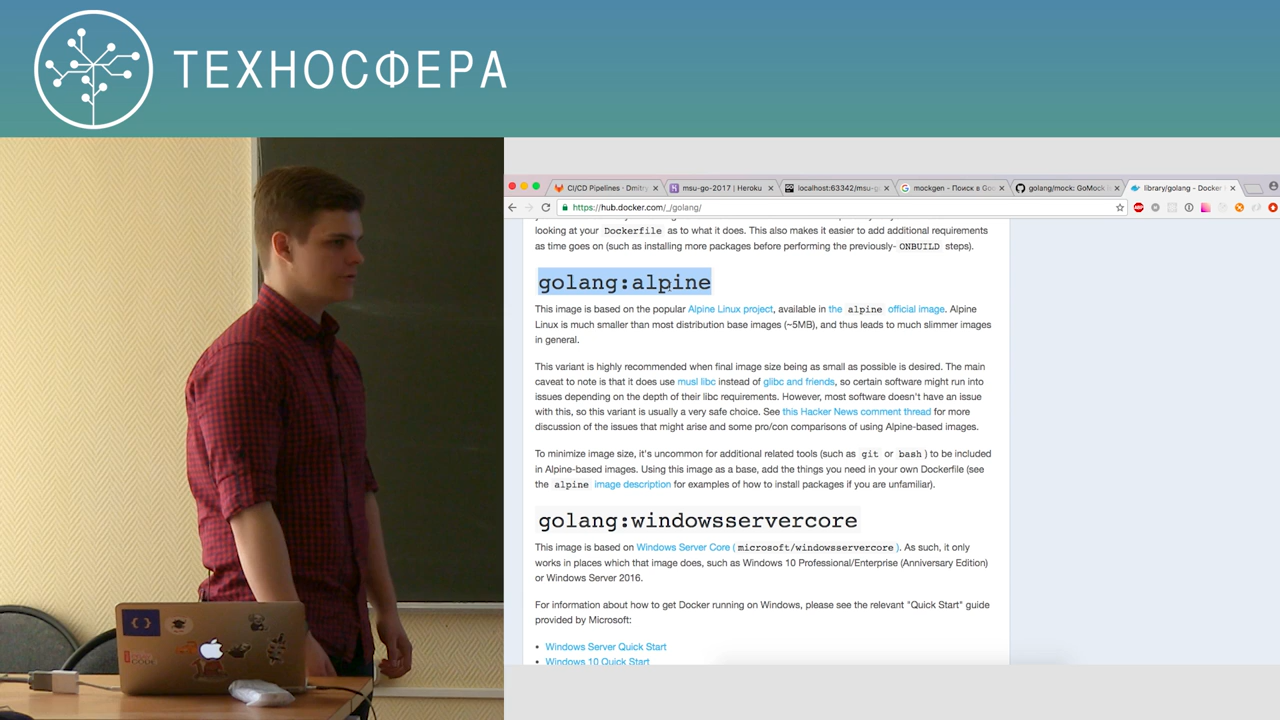 ТЕХНОСФЕРА
CI/CD Pipelines · Dmitry
msu-go-2017 | Heroku
localhost:63342/msu-g
mockgen - Поиск в Go
golang/mock: GoMock
library/golang - Docker
https://hub.docker.com/_/golang/
looking at your Dockerfile as to what it does. This also makes it easier to add additional requirements
as time goes on (such as installing more packages before performing the previously- ONBUILD steps).
golang:alpine
This image is based on the popular Alpine Linux project, available in the alpine official image. Alpine
Linux is much smaller than most distribution base images (~5MB), and thus leads to much slimmer images
in general.
This variant is highly recommended when final image size being as small as possible is desired. The main
caveat to note is that it does use musl libc instead of glibc and friends, so certain software might run into
issues depending on the depth of their libc requirements. However, most software doesn't have an issue
with this, so this variant is usually a very safe choice. See this Hacker News comment thread for more
discussion of the issues that might arise and some pro/con comparisons of using Alpine-based images.
To minimize image size, it's uncommon for additional related tools (such as git or bash ) to be included
in Alpine-based images. Using this image as a base, add the things you need in your own Dockerfile (see
the alpine image description for examples of how to install packages if you are unfamiliar).
golang:windowsservercore
This image is based on Windows Server Core ( microsoft/windowsservercore ). As such, it only
works in places which that image does, such as Windows 10 Professional/Enterprise (Anniversary Edition)
or Windows Server 2016.
For information about how to get Docker running on Windows, please see the relevant "Quick Start" guide
provided by Microsoft:
• Windows Server Quick Start
• Windows 10 Quick Start